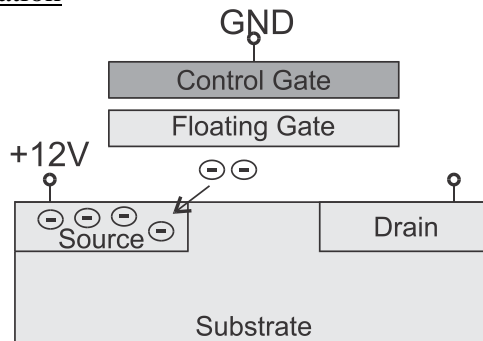 GND
Control Gate
Floating Gate
+12V
Source
Drain
Substrate